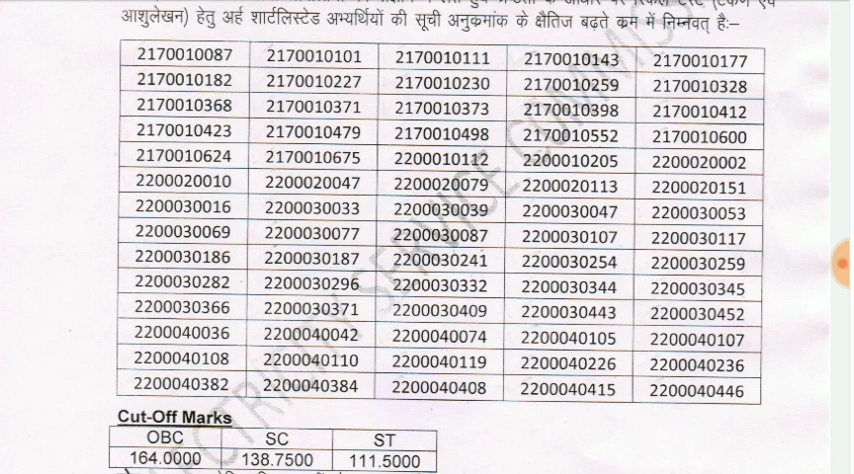 आशुलेखन) हेतु अर्ह शार्टलिस्टेड अभ्यर्थियों की सूची अनुक्रमांक के क्षैतिज बढ़ते क्रम में निम्नवत् है:–
2170010087 2170010101 2170010111 2170010143 2170010177
2170010182 2170010227 2170010230 2170010259 2170010328
2170010368 2170010371 2170010373 2170010398 2170010412
2170010423 2170010479 2170010498 2170010552 2170010600
2170010624 2170010675 2200010112 2200010205 2200020002
2200020010 2200020047 2200020079 2200020113 2200020151
2200030016 2200030033 2200030039 2200030047 2200030053
2200030069 2200030077 2200030087 2200030107 2200030117
2200030186 2200030187 2200030241 2200030254 2200030259
2200030282 2200030296 2200030332 2200030344 2200030345
2200030366 2200030371 2200030409 2200030443 2200030452
2200040036 2200040042 2200040074 2200040105 2200040107
2200040108 2200040110 2200040119 2200040226 2200040236
2200040382 2200040384 2200040408 2200040415 2200040446
Cut-Off Marks
OBC SC ST
164.0000 138.7500 111.5000
ELECTRICITY SERVICE COMMISSION